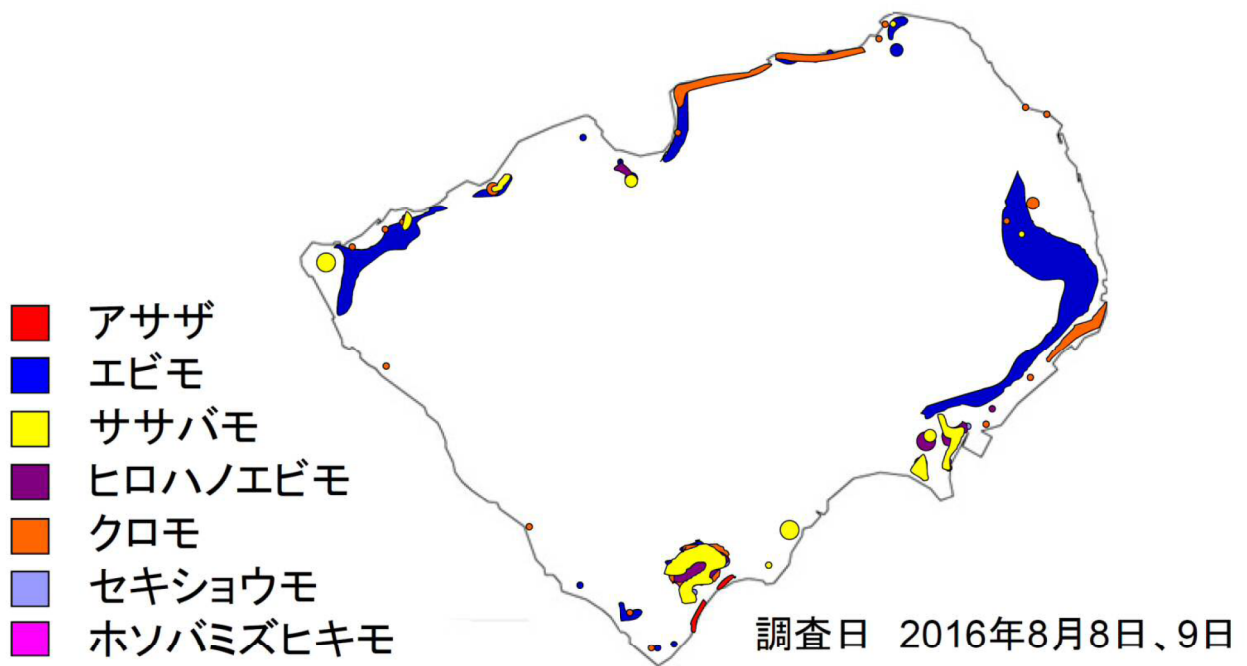 アサザ
エビモ
ササバモ
ヒロハノエビモ
クロモ
セキショウモ
ホソバミズヒキモ
調査日 2016年8月8日、9日